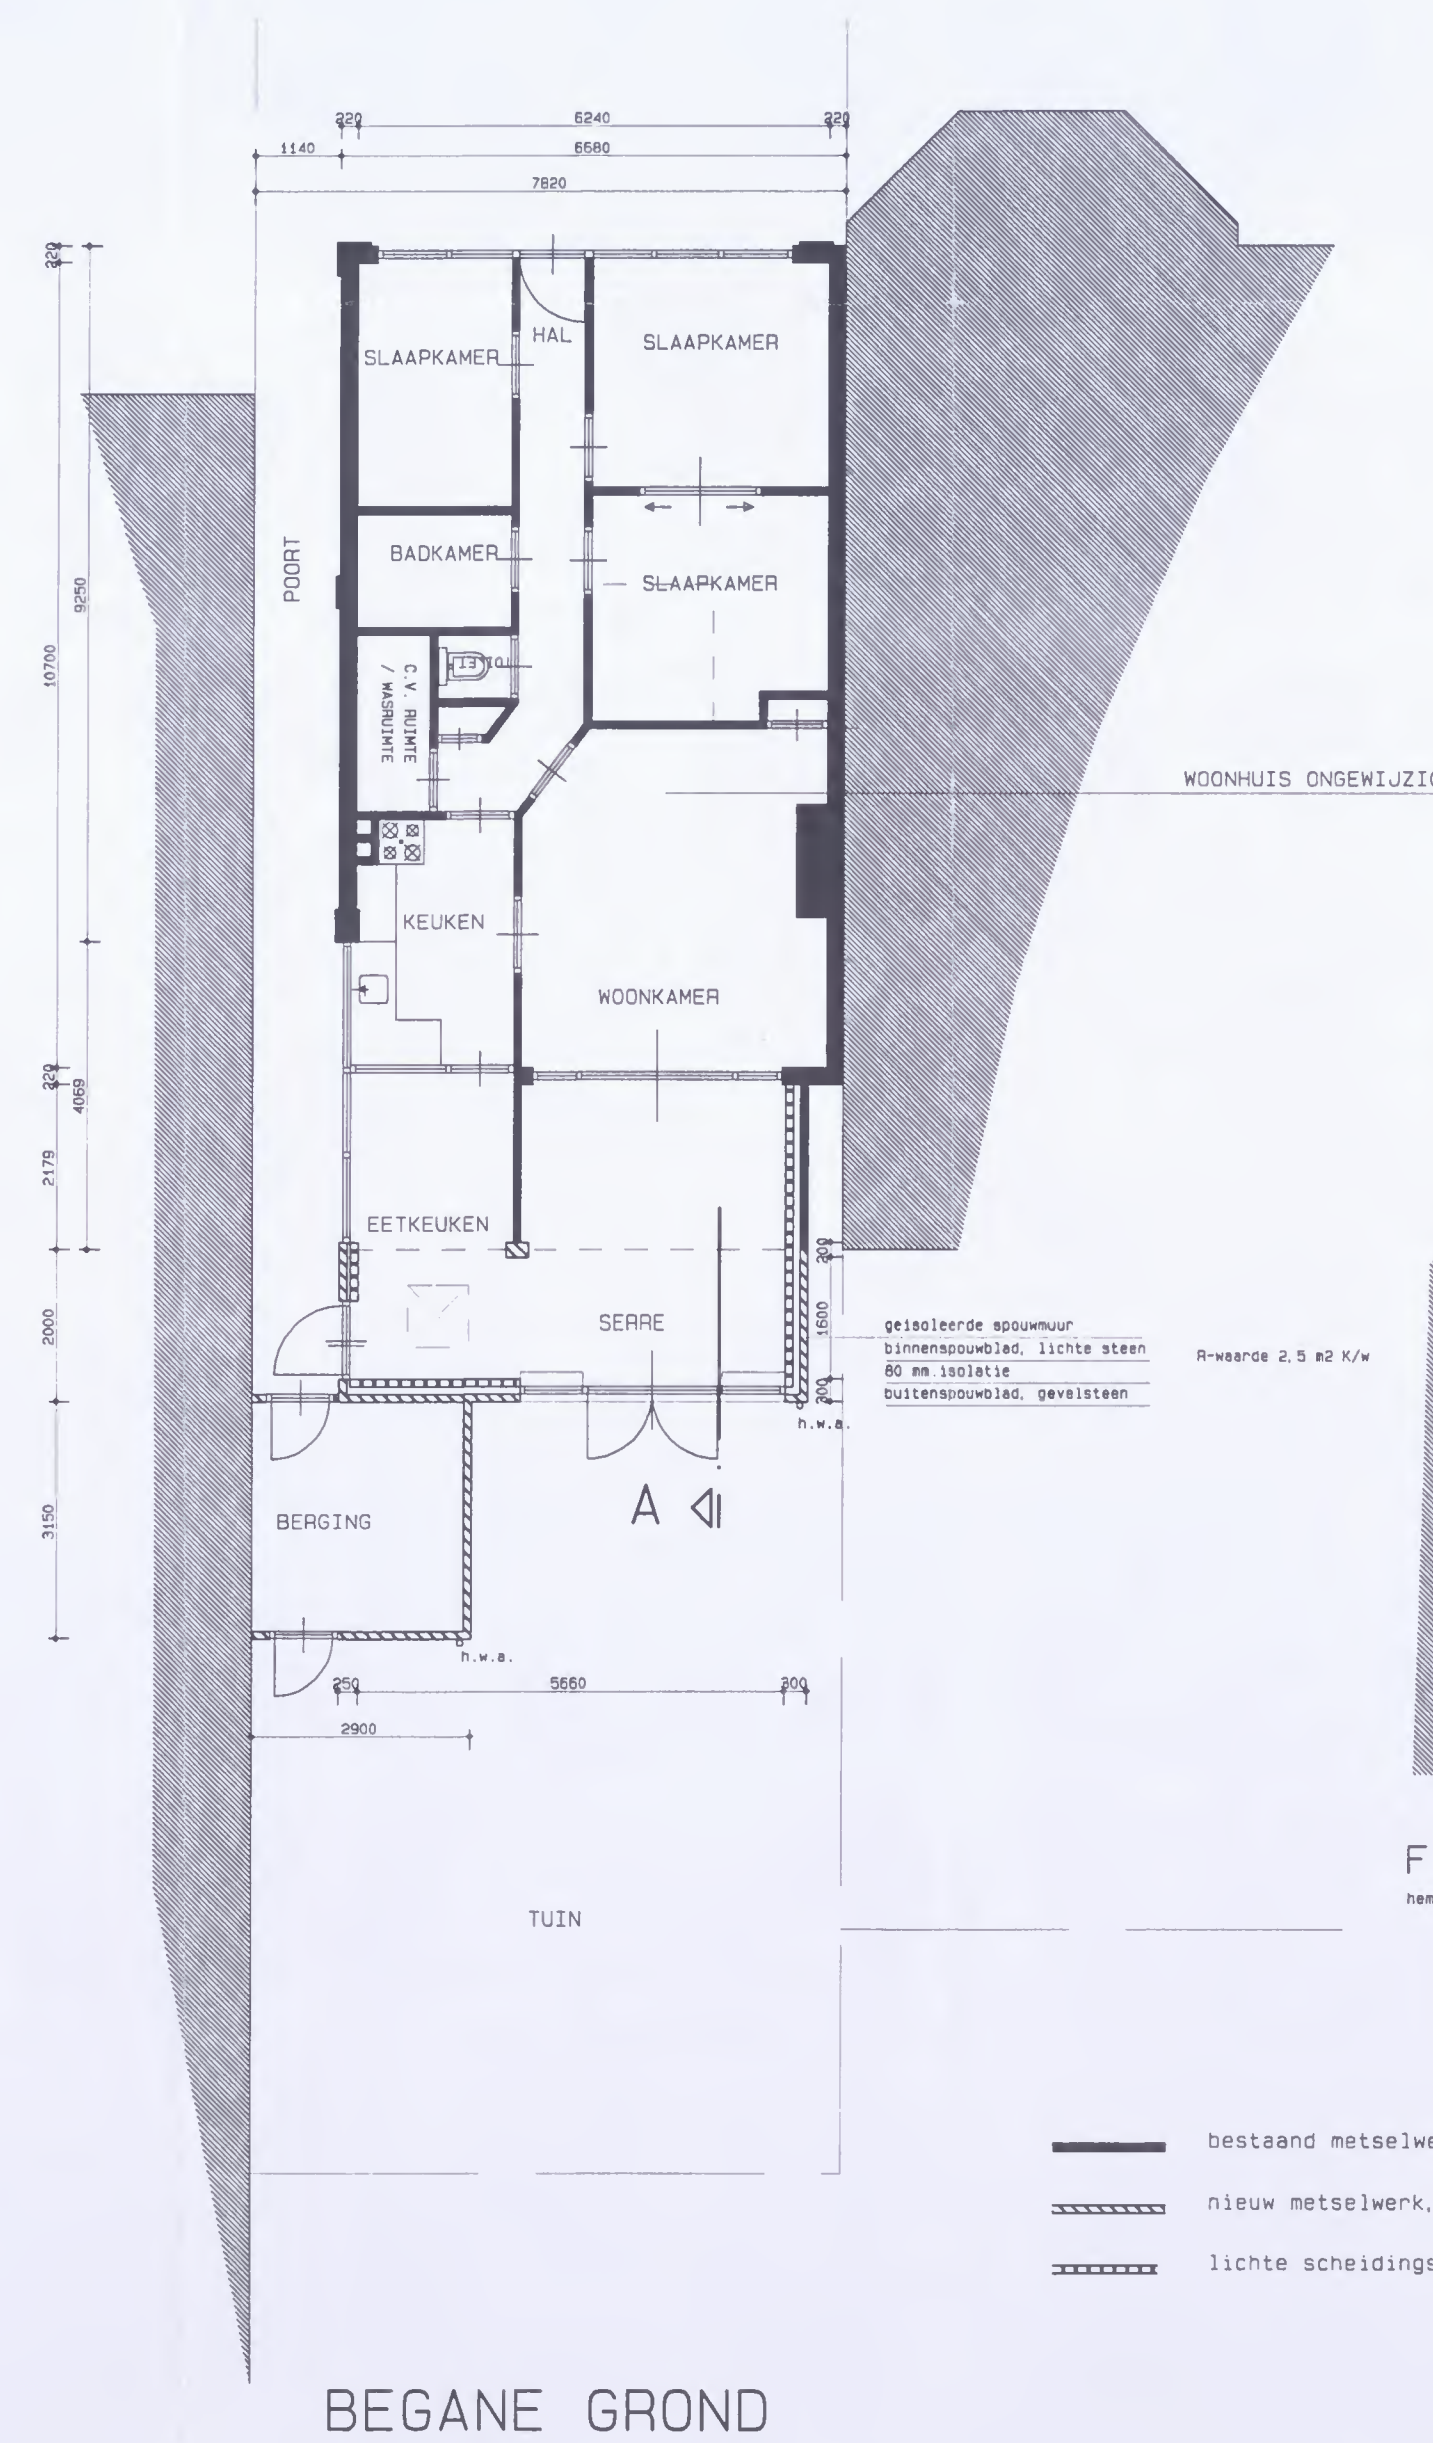 220 6240 220
1140 6680
7820
220
HAL
SLAAPKAMER
SLAAPKAMER
BADKAMER
POORT
SLAAPKAMER
9250
10700
TOILET
C.V. RUIMTE
/ WASRUIMTE
WOONHUIS ONGEWIJZIG
KEUKEN
WOONKAMER
220
4069
2179
EETKEUKEN
200
1600
300
SERRE
2000
geisoleerde spouwmuur
binnenspouwblad, lichte steen
80 mm.isolatie
buitenspouwblad, gevelsteen
R-waarde 2,5 m2 K/w
h.w.a.
A
3150
BERGING
h.w.a.
250 5660 300
2900
F
hem
TUIN
bestaand metselwe
nieuw metselwerk,
lichte scheidings
BEGANE GROND